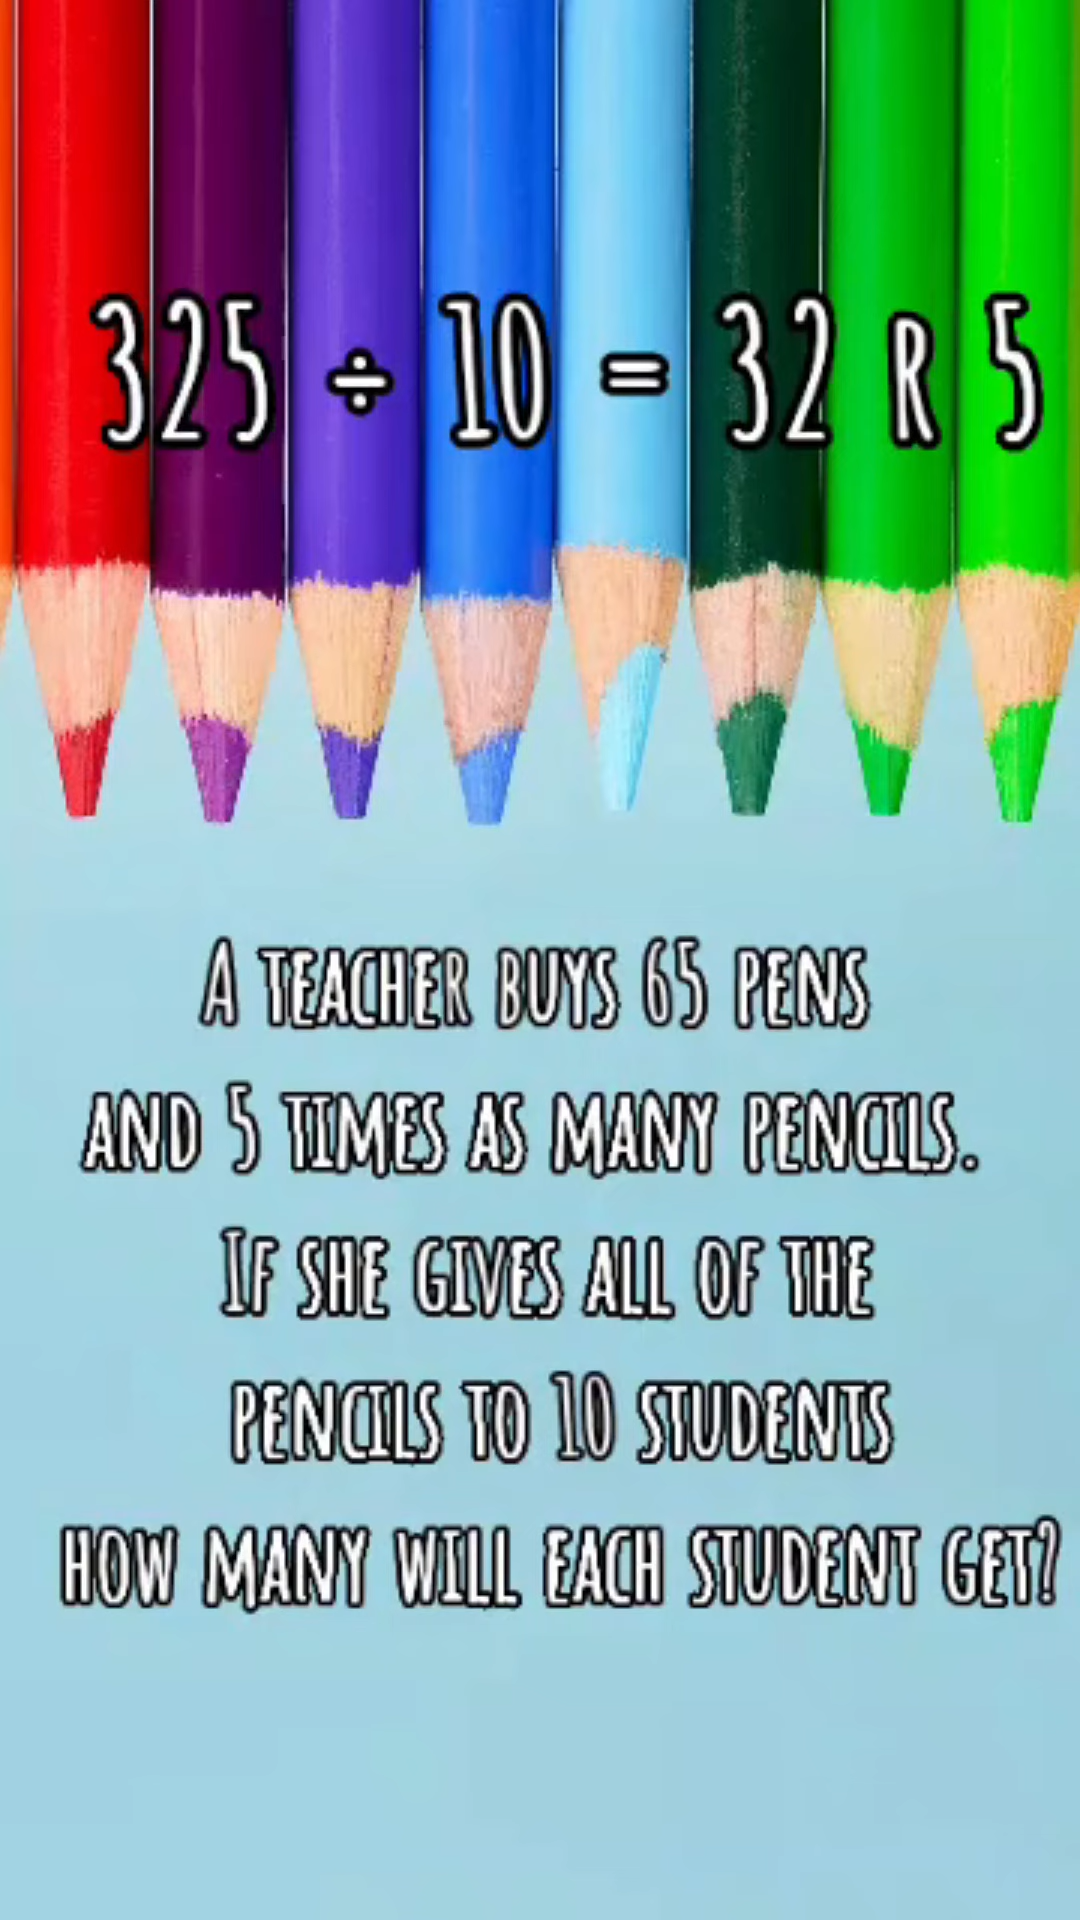 325 ÷ 10 = 32 R 5
A TEACHER BUYS 65 PENS
AND 5 TIMES AS MANY PENCILS.
IF SHE GIVES ALL OF THE
PENCILS TO 10 STUDENTS
HOW MANY WILL EACH STUDENT GET?